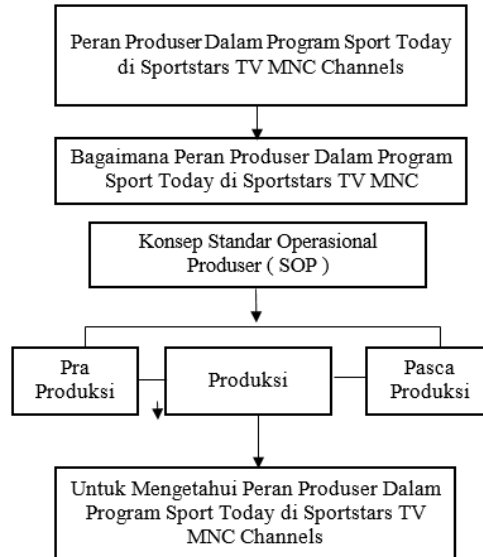 Peran Produser Dalam Program Sport Today
di Sportstars TV MNC Channels
Bagaimana Peran Produser Dalam Program
Sport Today di Sportstars TV MNC
Konsep Standar Operasional
Produser ( SOP )
Pra
Produksi
Produksi
Pasca
Produksi
Untuk Mengetahui Peran Produser Dalam
Program Sport Today di Sportstars TV
MNC Channels